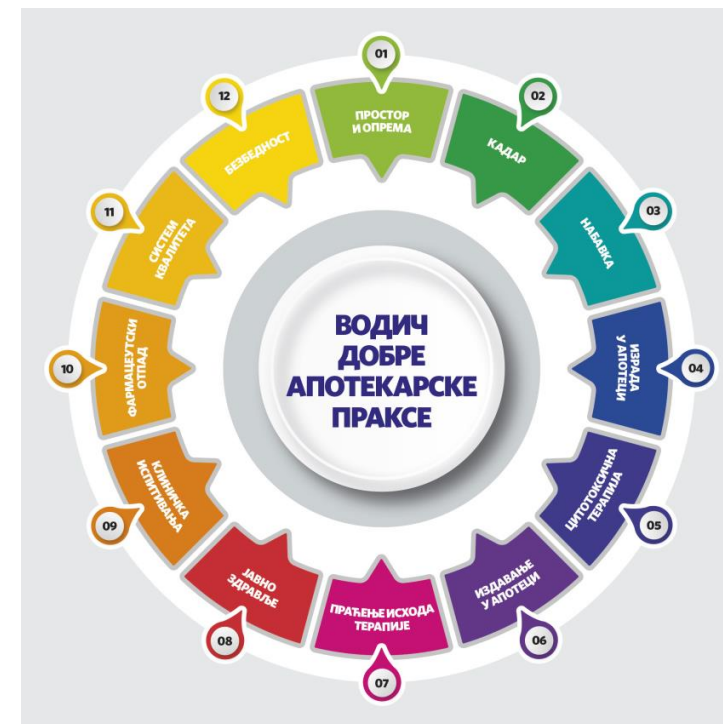 ВОДИЧ
ДОБРЕ
АПОТЕКАРСКЕ
ПРАКСЕ
01
ПРОСТОР
И ОПРЕМА
02
КАДАР
03
НАБАВКА
04
ИЗРАДА
У АПОТЕЦИ
05
ЦИТОТОКСИЧНА
ТЕРАПИЈА
06
ИЗДАВАЊЕ
У АПОТЕЦИ
07
ПРАЋЕЊЕ ИСХОДА
ТЕРАПИЈЕ
08
ЈАВНО
ЗДРАВЉЕ
09
КЛИНИЧКА
ИСПИТИВАЊА
10
ФАРМАЦЕУТСКИ
ОТПАД
11
СИСТЕМ
КВАЛИТЕТА
12
БЕЗБЕДНОСТ